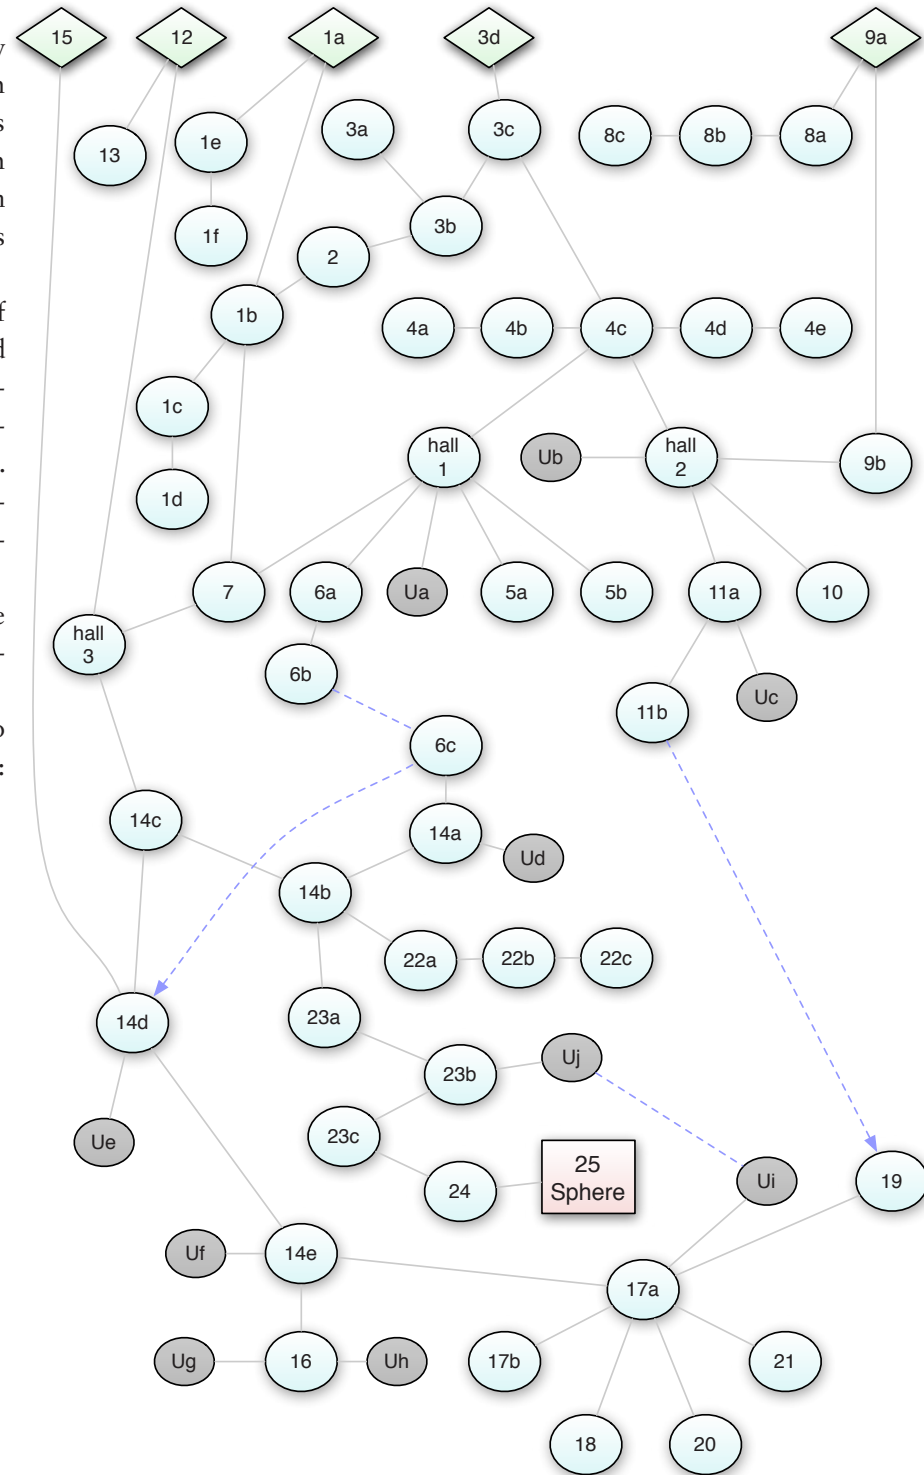 15 12 1a 3d 9a
3a 3c 8c 8b 8a
1e 13
1f 3b
2
1b
4a 4b 4c 4d 4e
1c
hall
1
Ub
hall
2
9b
1d
7 6a Ua 5a 5b 11a 10
hall
3
6b
Uc
11b
6c
14c
14a
Ud
14b
22a 22b 22c
23a
14d
Uj
23b
Ue
23c
25
Sphere
24
Ui
19
Uf 14e
17a
Ug 16 Uh 17b 21
18 20